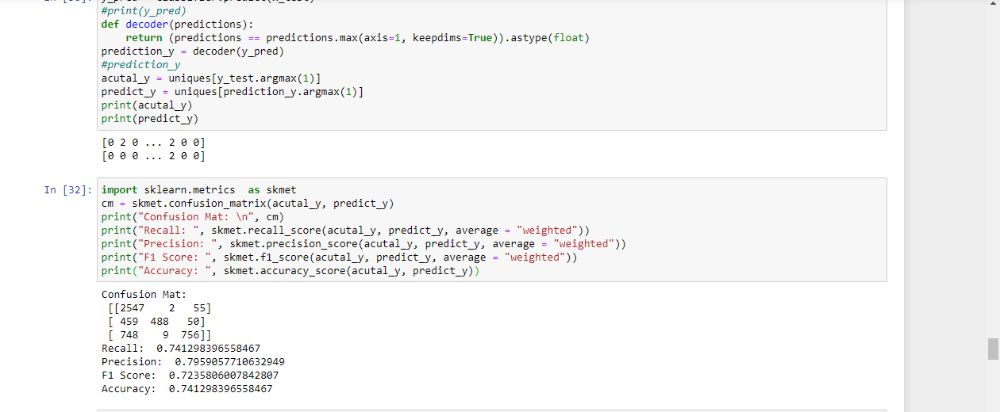 #print(y_pred)
def decoder(predictions):
    return (predictions == predictions.max(axis=1, keepdims=True)).astype(float)
prediction_y = decoder(y_pred)
#prediction_y
acutal_y = uniques[y_test.argmax(1)]
predict_y = uniques[prediction_y.argmax(1)]
print(acutal_y)
print(predict_y)
[0 2 0 ... 2 0 0]
[0 0 0 ... 2 0 0]
In [32]: import sklearn.metrics  as skmet
cm = skmet.confusion_matrix(acutal_y, predict_y)
print("Confusion Mat: \n", cm)
print("Recall: ", skmet.recall_score(acutal_y, predict_y, average = "weighted"))
print("Precision: ", skmet.precision_score(acutal_y, predict_y, average = "weighted"))
print("F1 Score: ", skmet.f1_score(acutal_y, predict_y, average = "weighted"))
print("Accuracy: ", skmet.accuracy_score(acutal_y, predict_y))
Confusion Mat:
 [[2547    2   55]
 [ 459  488   50]
 [ 748    9  756]]
Recall:  0.741298396558467
Precision:  0.7959057710632949
F1 Score:  0.7235806007842807
Accuracy:  0.741298396558467